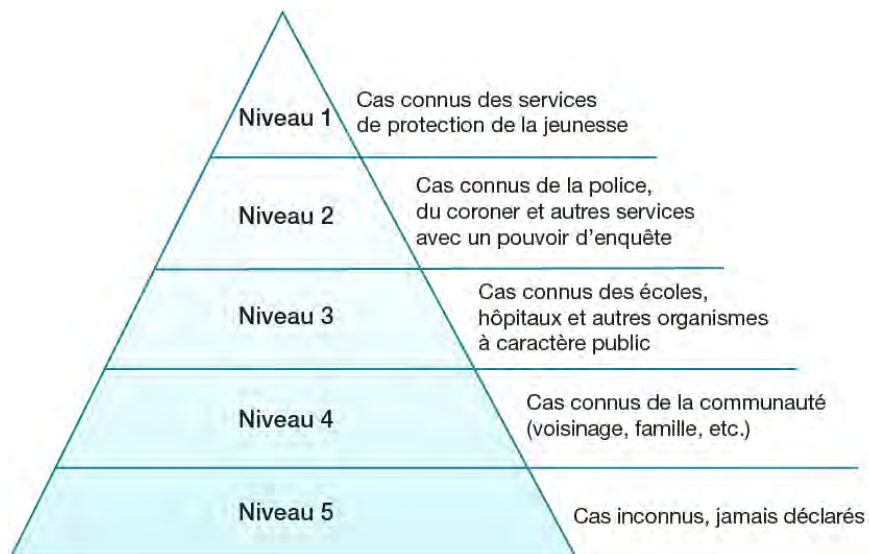 Niveau 1
Cas connus des services
de protection de la jeunesse
Niveau 2
Cas connus de la police,
du coroner et autres services
avec un pouvoir d'enquête
Niveau 3
Cas connus des écoles,
hôpitaux et autres organismes
à caractère public
Niveau 4
Cas connus de la communauté
(voisinage, famille, etc.)
Niveau 5
Cas inconnus, jamais déclarés